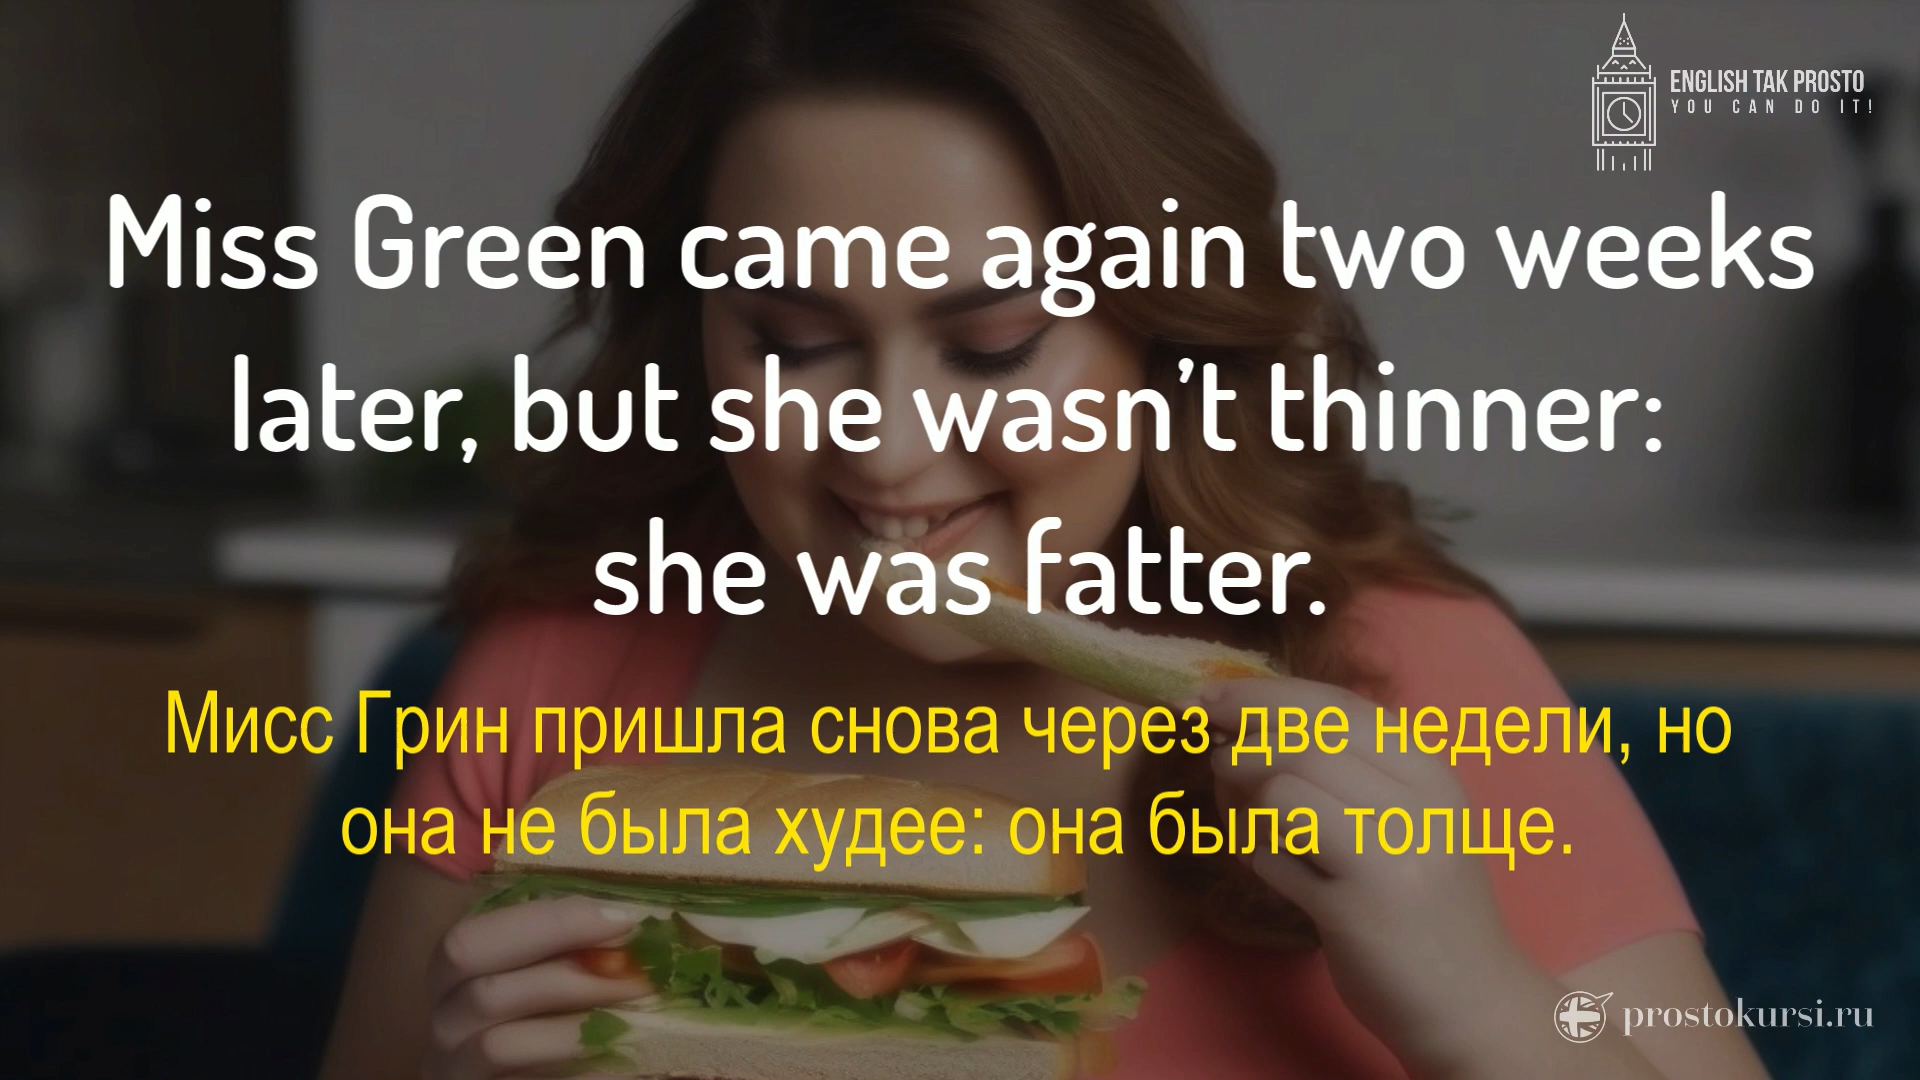 ENGLISH TAK PROSTO
YOU CAN DO IT!
Miss Green came again two weeks
later, but she wasn't thinner:
she was fatter.
Мисс Грин пришла снова через две недели, но
она не была худее: она была толще.
prostokursi.ru